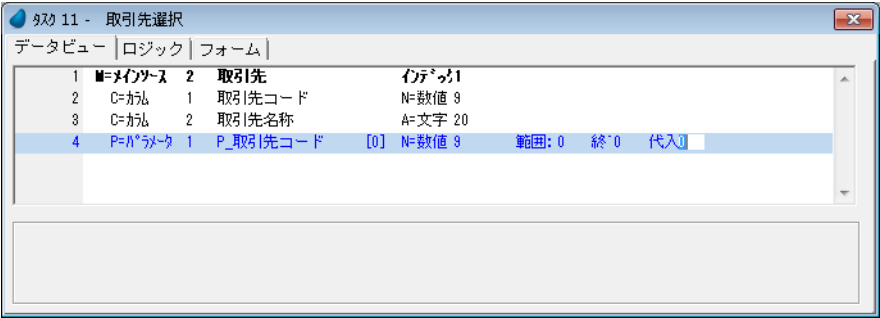 ﾀｽｸ 11 - 取引先選択
データビュー ロジック フォーム
1 M=ﾒｲﾝｿｰｽ 2 取引先 ｲﾝﾃﾞｯｸｽ1
2 C=ｶﾗﾑ 1 取引先コード N=数値 9
3 C=ｶﾗﾑ 2 取引先名称 A=文字 20
4 P=ﾊﾟﾗﾒｰﾀ 1 P_取引先コード [0] N=数値 9 範囲: 0 終 0 代入 0